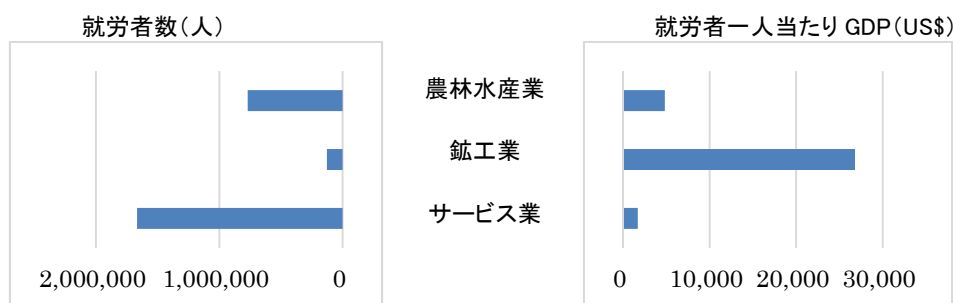 就労者数(人)
就労者一人当たり GDP(US$)
農林水産業
鉱工業
サービス業
2,000,000 1,000,000 0
0 10,000 20,000 30,000